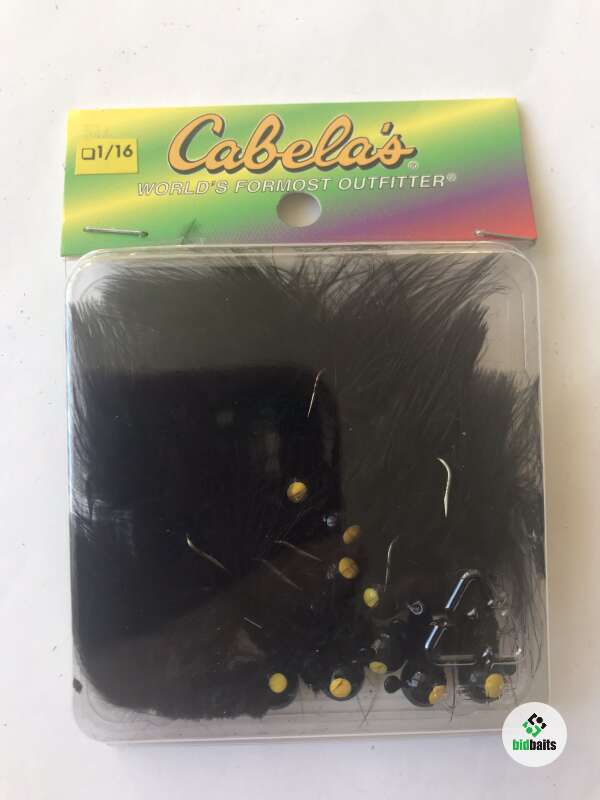 ❏1/16
Cabela's®
WORLD'S FORMOST OUTFITTER®
bidbaits